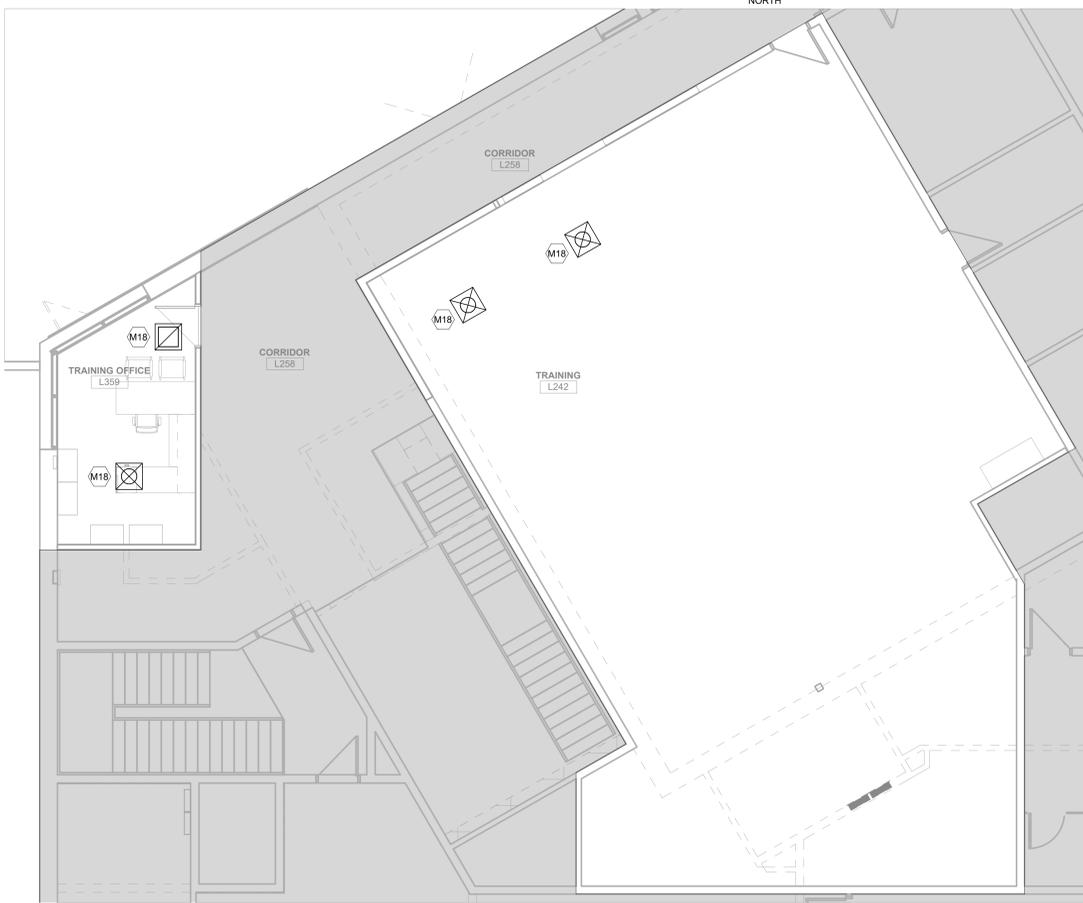 NORTH
CORRIDOR
L258
M18
M18
M18
CORRIDOR
L258
TRAINING OFFICE
L359
TRAINING
L242
M18